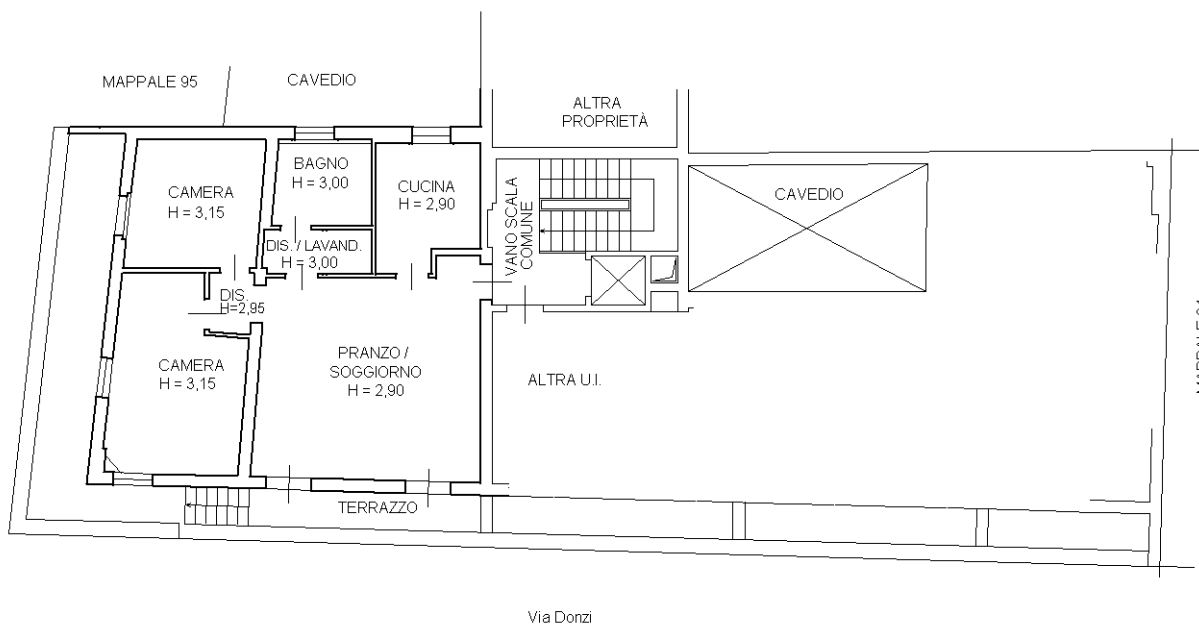 MAPPALE 95
CAVEDIO
ALTRA
PROPRIETÀ
BAGNO
H = 3,00
CAMERA
H = 3,15
CUCINA
H = 2,90
VANO SCALA
COMUNE
CAVEDIO
DIS. / LAVAND.
H = 3,00
DIS.
H=2,95
CAMERA
H = 3,15
PRANZO /
SOGGIORNO
H = 2,90
ALTRA U.I.
TERRAZZO
Via Donzi